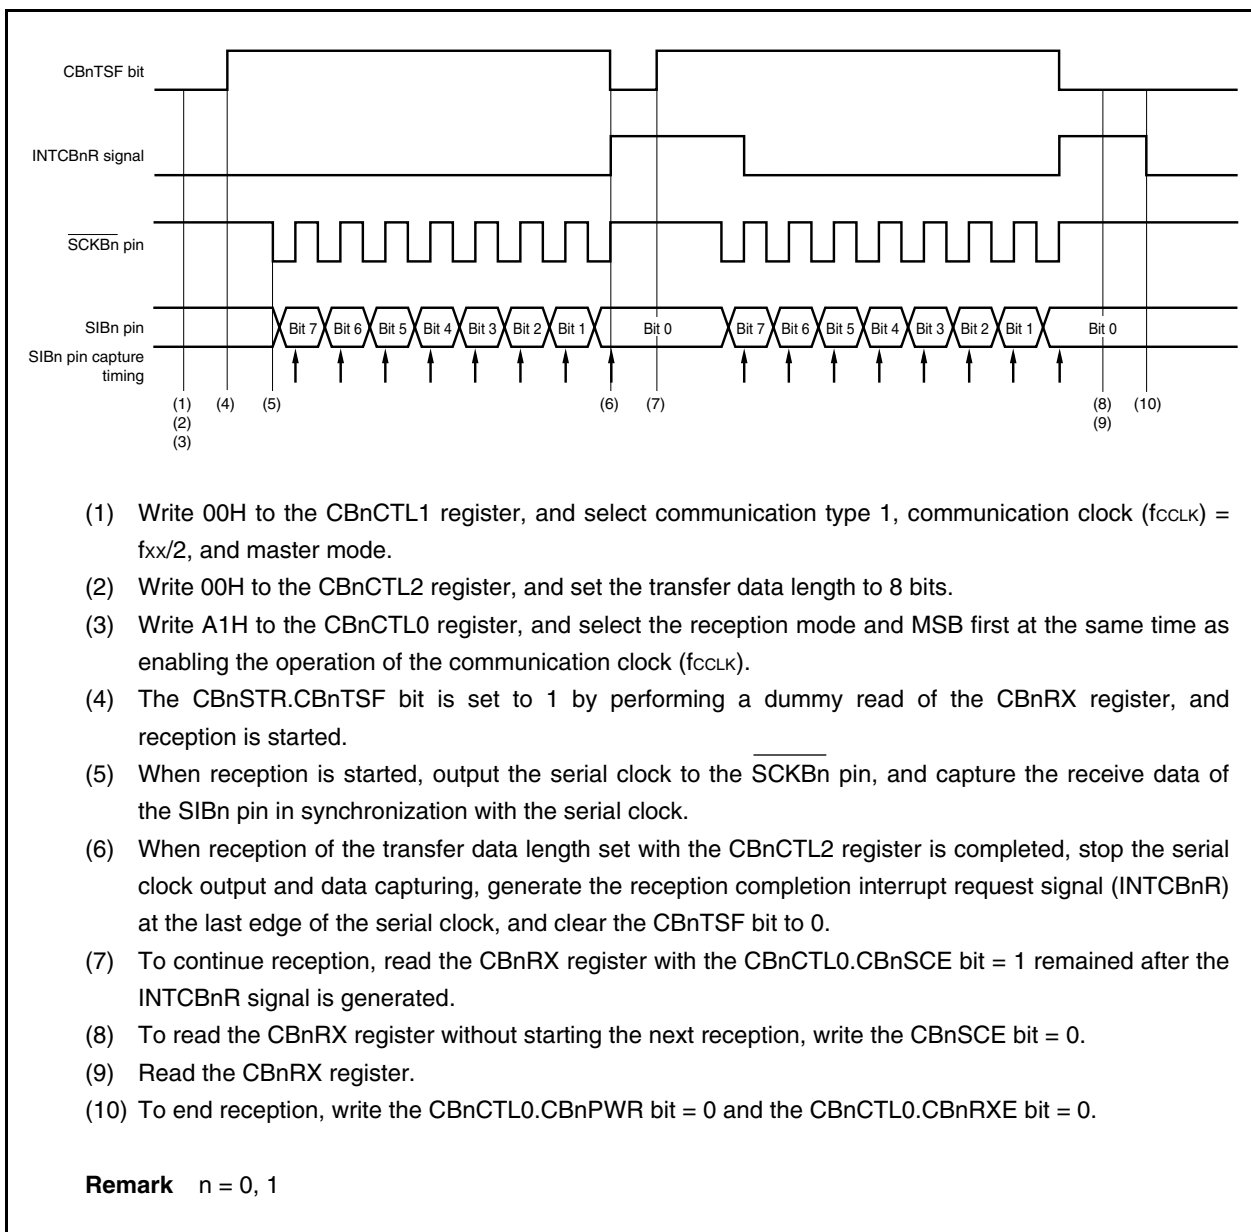 CBnTSF bit
INTCBnR signal
SCKBn pin
SIBn pin
Bit 7 Bit 6 Bit 5 Bit 4 Bit 3 Bit 2 Bit 1 Bit 0 Bit 7 Bit 6 Bit 5 Bit 4 Bit 3 Bit 2 Bit 1 Bit 0
SIBn pin capture
timing
(1) (4) (5) (6) (7) (8) (10)
(2) (9)
(3)
(1) Write 00H to the CBnCTL1 register, and select communication type 1, communication clock (fCCLK) =
fxx/2, and master mode.
(2) Write 00H to the CBnCTL2 register, and set the transfer data length to 8 bits.
(3) Write A1H to the CBnCTL0 register, and select the reception mode and MSB first at the same time as
enabling the operation of the communication clock (fCCLK).
(4) The CBnSTR.CBnTSF bit is set to 1 by performing a dummy read of the CBnRX register, and
reception is started.
(5) When reception is started, output the serial clock to the SCKBn pin, and capture the receive data of
the SIBn pin in synchronization with the serial clock.
(6) When reception of the transfer data length set with the CBnCTL2 register is completed, stop the serial
clock output and data capturing, generate the reception completion interrupt request signal (INTCBnR)
at the last edge of the serial clock, and clear the CBnTSF bit to 0.
(7) To continue reception, read the CBnRX register with the CBnCTL0.CBnSCE bit = 1 remained after the
INTCBnR signal is generated.
(8) To read the CBnRX register without starting the next reception, write the CBnSCE bit = 0.
(9) Read the CBnRX register.
(10) To end reception, write the CBnCTL0.CBnPWR bit = 0 and the CBnCTL0.CBnRXE bit = 0.
Remark n = 0, 1